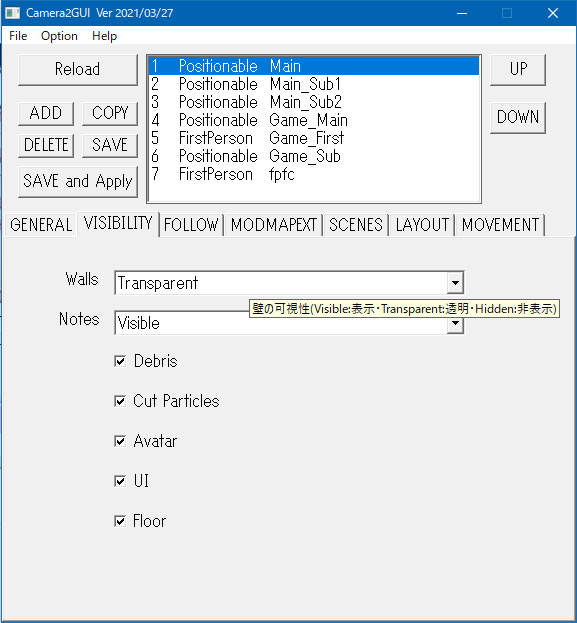 Camera2GUI Ver 2021/03/27
File Option Help
Reload
ADD COPY
DELETE SAVE
SAVE and Apply
1 Positionable Main
2 Positionable Main_Sub1
3 Positionable Main_Sub2
4 Positionable Game_Main
5 FirstPerson Game_First
6 Positionable Game_Sub
7 FirstPerson fpfc
UP
DOWN
GENERAL VISIBILITY FOLLOW MODMAPEXT SCENES LAYOUT MOVEMENT
Walls Transparent
壁の可視性(Visible:表示・Transparent:透明・Hidden:非表示)
Notes Visible
Debris
Cut Particles
Avatar
UI
Floor